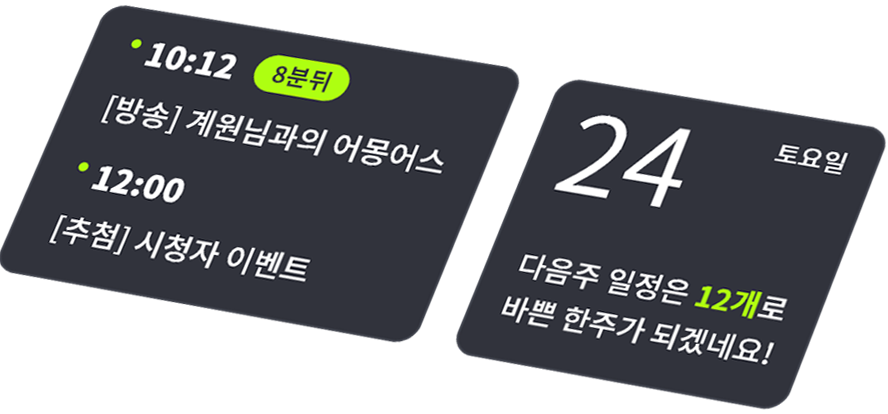 10:12 8분뒤
[방송] 계원님과의 어몽어스
12:00
[추첨] 시청자 이벤트
24 토요일
다음주 일정은 12개로
바쁜 한주가 되겠네요!